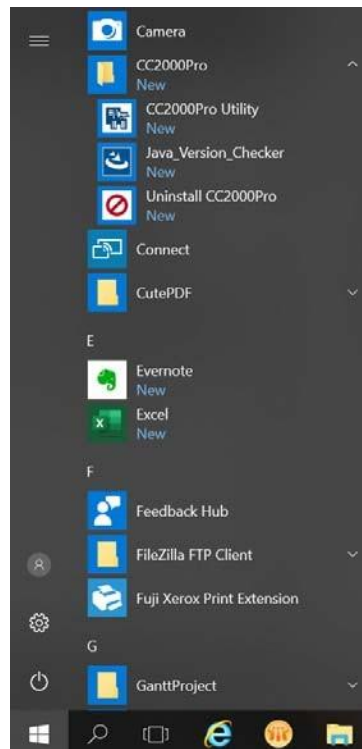 Camera
CC2000Pro
New
CC2000Pro Utility
New
Java_Version_Checker
New
Uninstall CC2000Pro
New
Connect
CutePDF
E
Evernote
New
Excel
New
F
Feedback Hub
FileZilla FTP Client
Fuji Xerox Print Extension
G
GanttProject